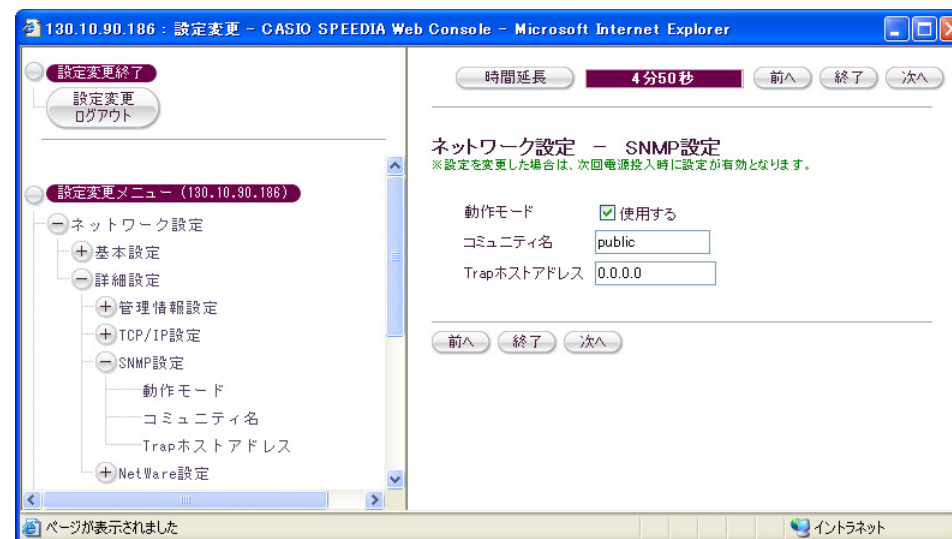 130.10.90.186 : 設定変更 - CASIO SPEEDIA Web Console - Microsoft Internet Explorer
設定変更終了
設定変更
ログアウト
設定変更メニュー (130.10.90.186)
ネットワーク設定
基本設定
詳細設定
管理情報設定
TCP/IP設定
SNMP設定
動作モード
コミュニティ名
Trapホストアドレス
NetWare設定
時間延長 4分50秒 前へ 終了 次へ
ネットワーク設定 － SNMP設定
※設定を変更した場合は、次回電源投入時に設定が有効となります。
動作モード 使用する
コミュニティ名 public
Trapホストアドレス 0.0.0.0
前へ 終了 次へ
ページが表示されました イントラネット